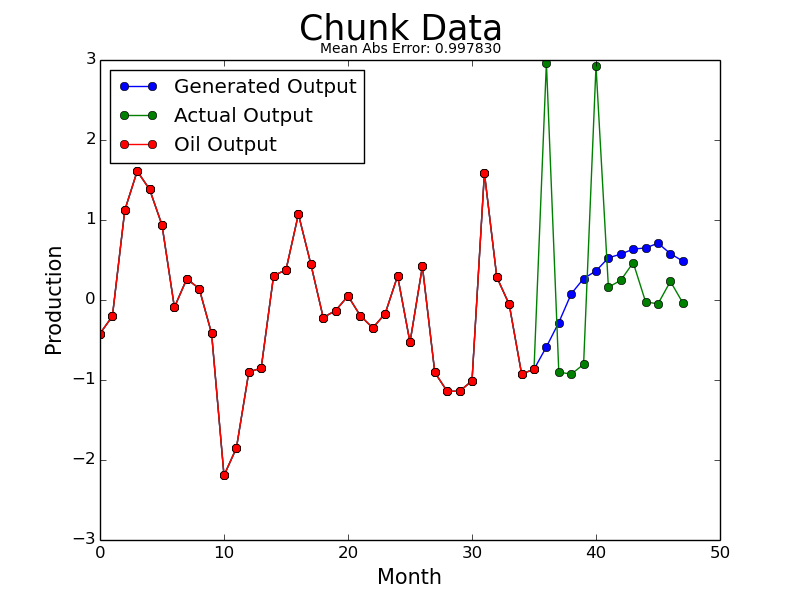 Chunk Data
Mean Abs Error: 0.997830
Generated Output
Actual Output
Oil Output
3
2
1
0
−1
−2
−3
Production
0 10 20 30 40 50
Month